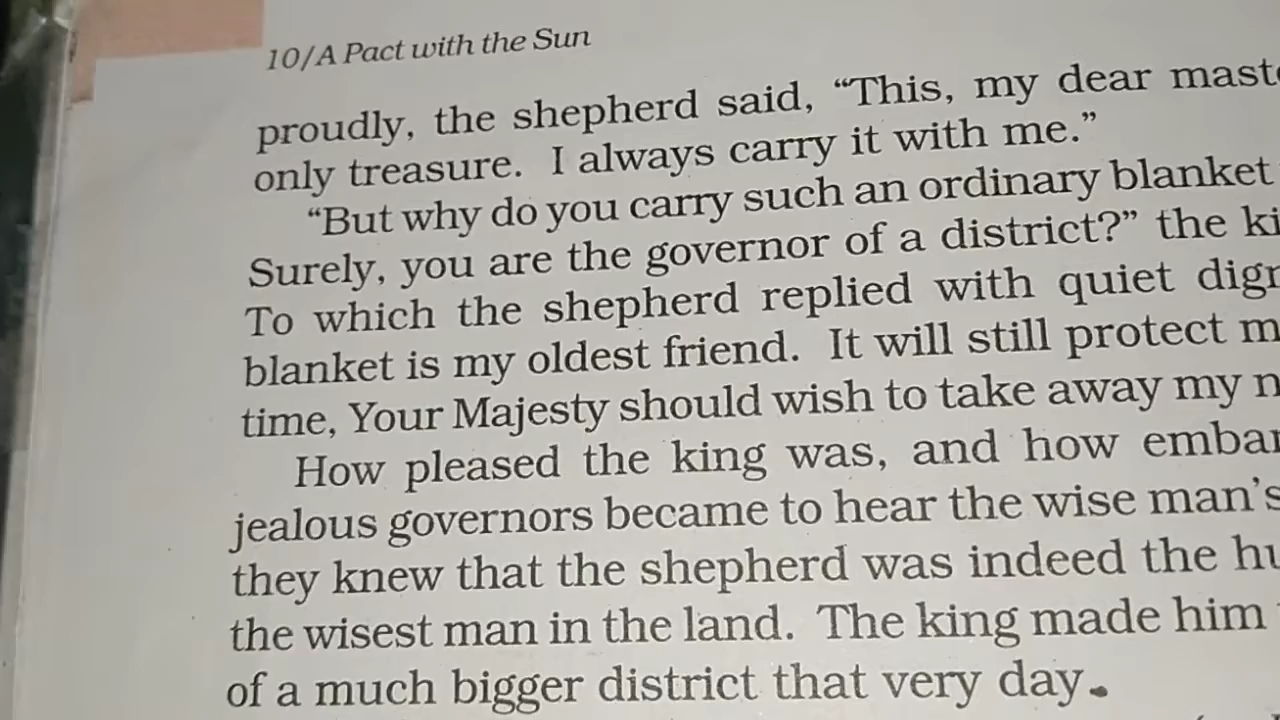 10/A Pact with the Sun
proudly, the shepherd said, “This, my dear
only treasure. I always carry it with me.”
“But why do you carry such an ordinary blanket
Surely, you are the governor of a district?” the
To which the shepherd replied with quiet
blanket is my oldest friend. It will still protect
time, Your Majesty should wish to take away my
How pleased the king was, and how
jealous governors became to hear the wise man’s
they knew that the shepherd was indeed the
the wisest man in the land. The king made him
of a much bigger district that very day.